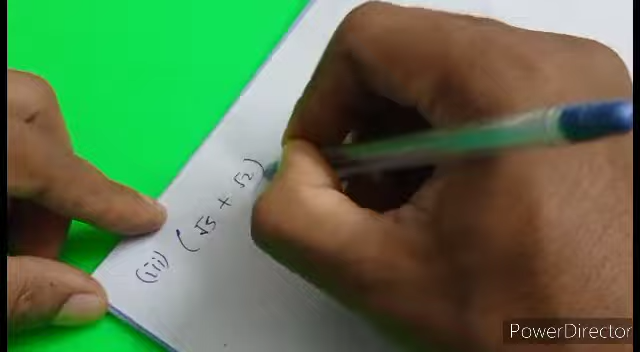 (iii) (√5 + √2)
PowerDirector